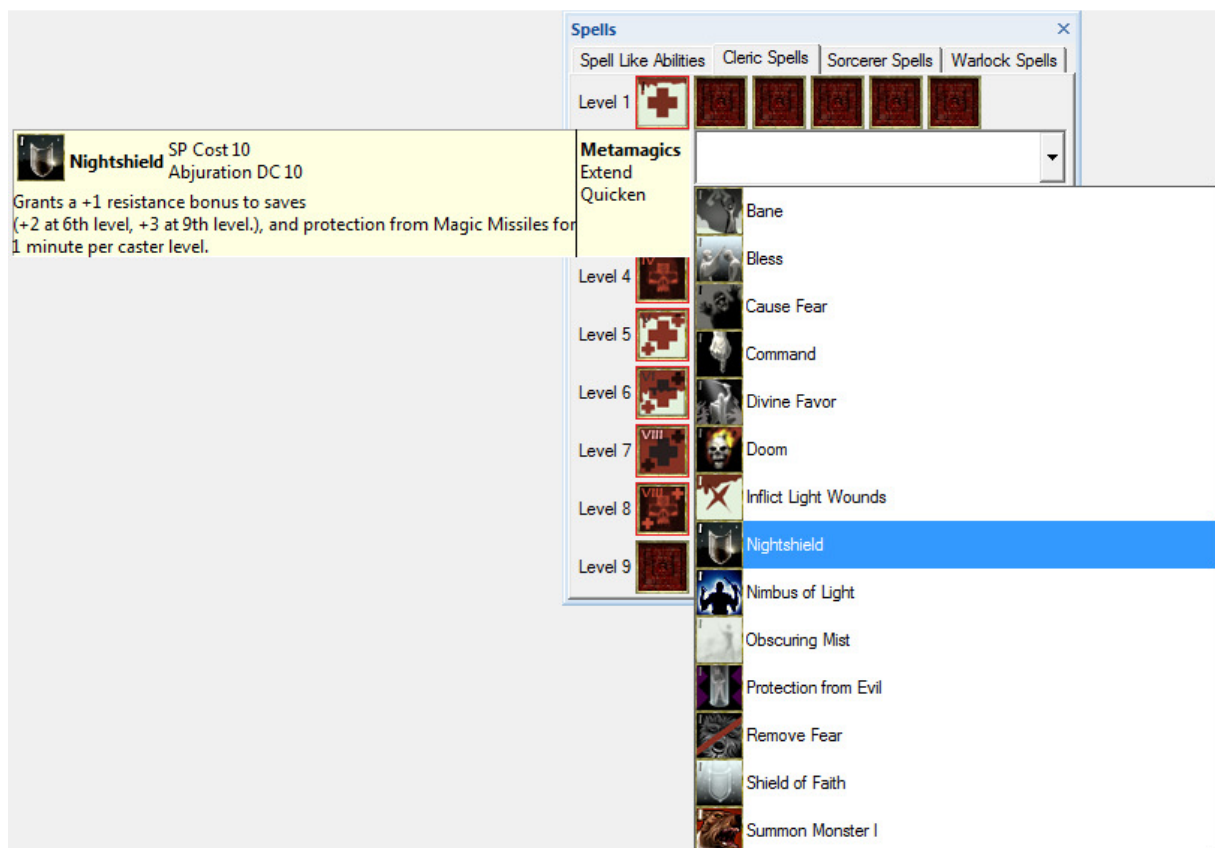 Spells
Spell Like Abilities Cleric Spells Sorcerer Spells Warlock Spells
Level 1
Nightshield
SP Cost 10
Abjuration DC 10
Grants a +1 resistance bonus to saves
(+2 at 6th level, +3 at 9th level.), and protection from Magic Missiles for
1 minute per caster level.
Metamagics
Extend
Quicken
Level 4
IV
Level 5
Level 6
VI
Level 7
VIII
Level 8
VIII
Level 9
I
Bane
I
Bless
I
Cause Fear
I
Command
I
Divine Favor
I
Doom
I
Inflict Light Wounds
I
Nightshield
I
Nimbus of Light
I
Obscuring Mist
I
Protection from Evil
I
Remove Fear
I
Shield of Faith
I
Summon Monster I